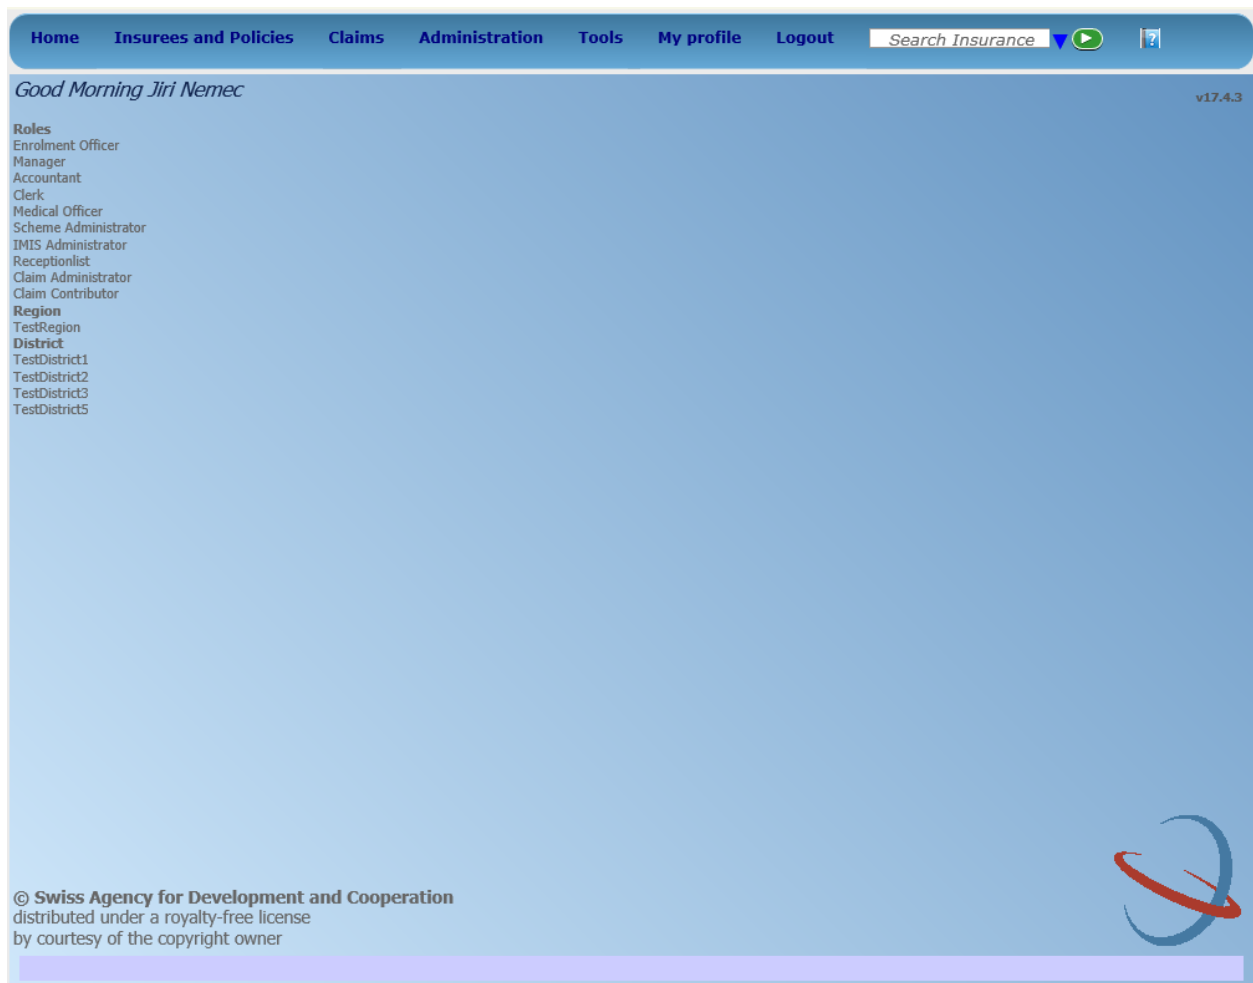 Home Insurees and Policies Claims Administration Tools My profile Logout Search Insurance ?
Good Morning Jiri Nemec
v17.4.3
Roles
Enrolment Officer
Manager
Accountant
Clerk
Medical Officer
Scheme Administrator
IMIS Administrator
Receptionlist
Claim Administrator
Claim Contributor
Region
TestRegion
District
TestDistrict1
TestDistrict2
TestDistrict3
TestDistrict5
© Swiss Agency for Development and Cooperation
distributed under a royalty-free license
by courtesy of the copyright owner